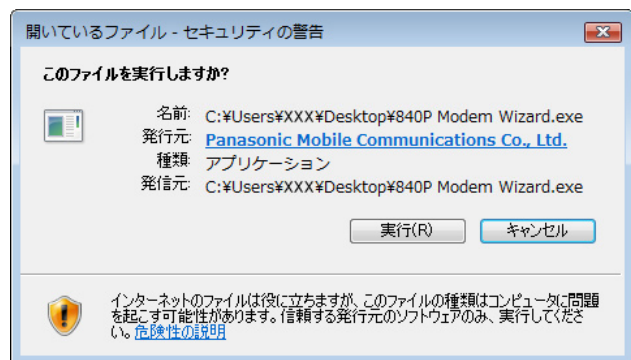 開いているファイル - セキュリティの警告
このファイルを実行しますか?
名前: C:¥Users¥XXX¥Desktop¥840P Modem Wizard.exe
発行元: Panasonic Mobile Communications Co., Ltd.
種類: アプリケーション
発信元: C:¥Users¥XXX¥Desktop¥840P Modem Wizard.exe
実行(R) キャンセル
インターネットのファイルは役に立ちますが、このファイルの種類はコンピュータに問題
を起こす可能性があります。信頼する発行元のソフトウェアのみ、実行してくださ
い。危険性の説明